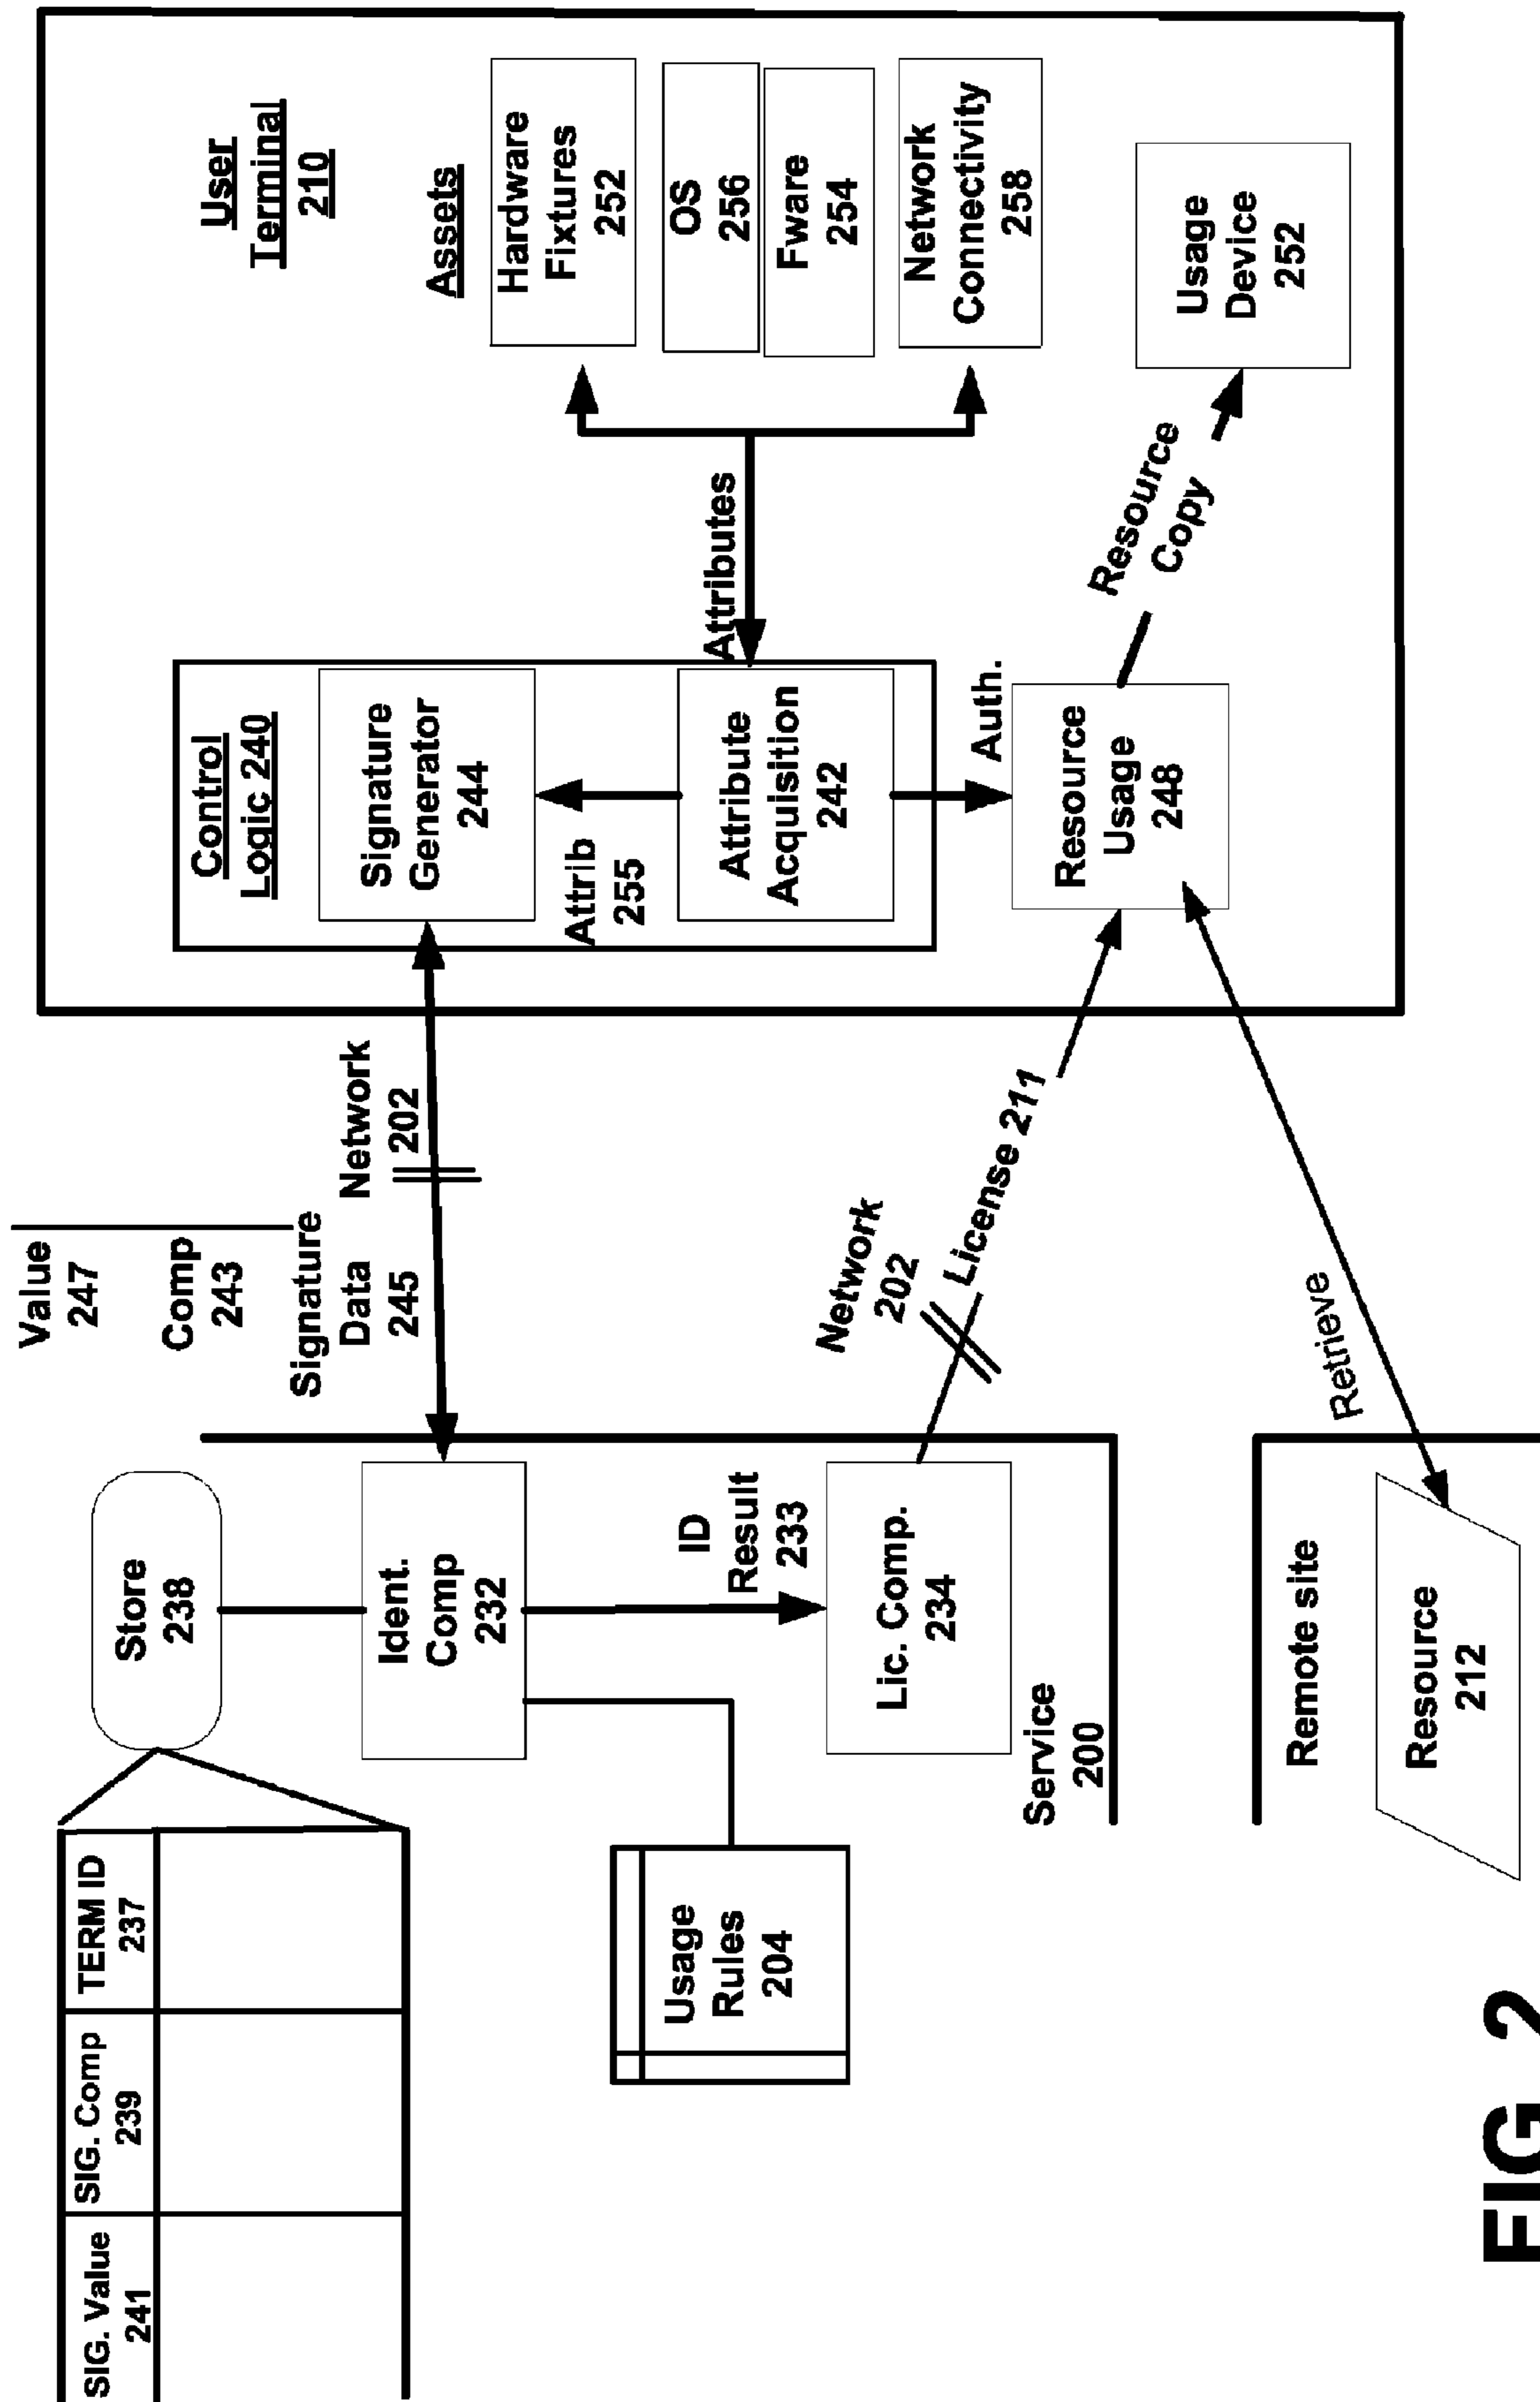 SIG. Value
241
SIG. Comp
239
TERM ID
237
Store
238
Value
247
Comp
243
Signature
Data
245
Network
202
Ident.
Comp
232
Usage
Rules
204
ID
Result
233
Lic. Comp.
234
Service
200
Network
202
License 211
Remote site
Resource
212
Retrieve
User
Terminal
210
Control
Logic 240
Signature
Generator
244
Attrib
255
Attribute
Acquisition
242
Attributes
Auth.
Resource
Usage
248
Resource
Copy
Assets
Hardware
Fixtures
252
OS
256
Fware
254
Network
Connectivity
258
Usage
Device
252
FIG. 2